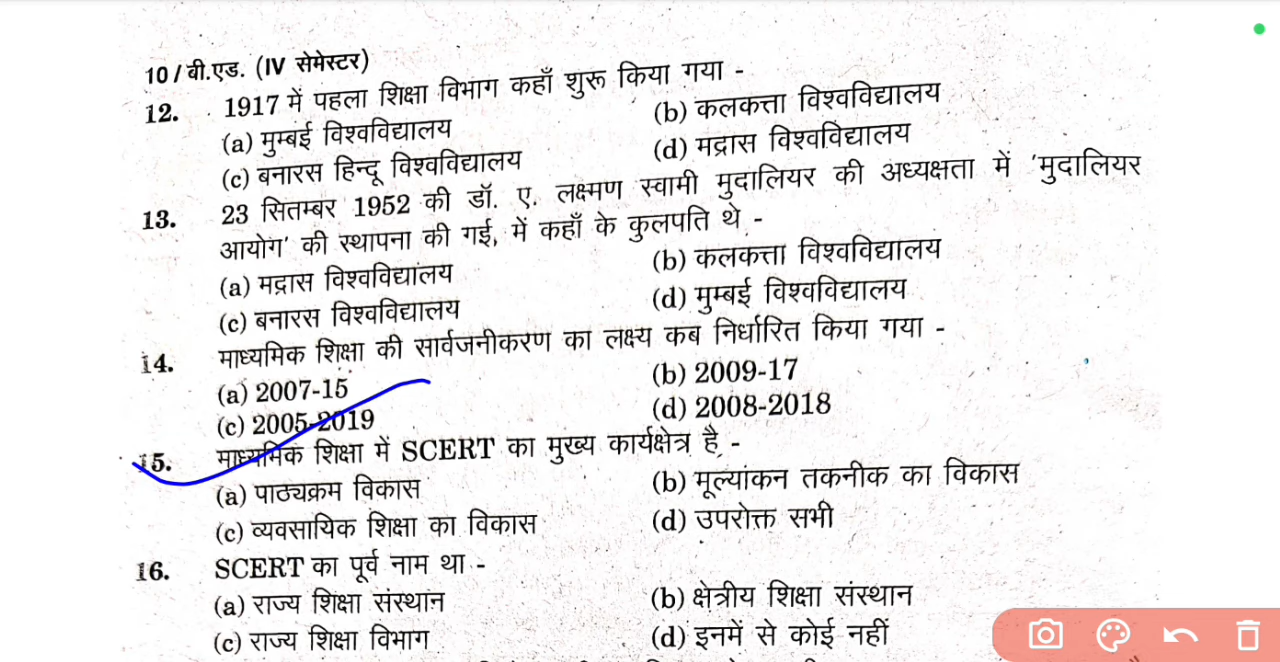 10 / बी.एड. (IV सेमेस्टर)
12. 1917 में पहला शिक्षा विभाग कहाँ शुरू किया गया -
(a) मुम्बई विश्वविद्यालय (b) कलकत्ता विश्वविद्यालय
(c) बनारस हिन्दू विश्वविद्यालय (d) मद्रास विश्वविद्यालय
13. 23 सितम्बर 1952 की डॉ. ए. लक्ष्मण स्वामी मुदालियर की अध्यक्षता में 'मुदालियर
आयोग' की स्थापना की गई, में कहाँ के कुलपति थे -
(a) मद्रास विश्वविद्यालय (b) कलकत्ता विश्वविद्यालय
(c) बनारस विश्वविद्यालय (d) मुम्बई विश्वविद्यालय
14. माध्यमिक शिक्षा की सार्वजनीकरण का लक्ष्य कब निर्धारित किया गया -
(a) 2007-15 (b) 2009-17
(c) 2005-2019 (d) 2008-2018
15. माध्यमिक शिक्षा में SCERT का मुख्य कार्यक्षेत्र है -
(a) पाठ्यक्रम विकास (b) मूल्यांकन तकनीक का विकास
(c) व्यवसायिक शिक्षा का विकास (d) उपरोक्त सभी
16. SCERT का पूर्व नाम था -
(a) राज्य शिक्षा संस्थान (b) क्षेत्रीय शिक्षा संस्थान
(c) राज्य शिक्षा विभाग (d) इनमें से कोई नहीं